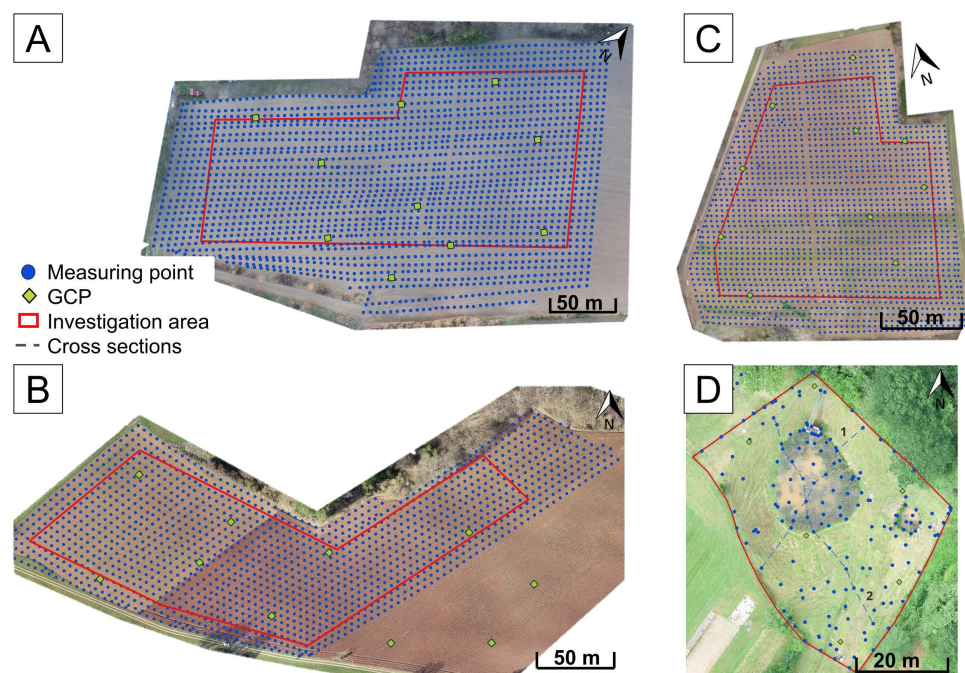 A
N
50 m
Measuring point
GCP
Investigation area
Cross sections
B
N
50 m
C
N
50 m
D
N
1
2
20 m